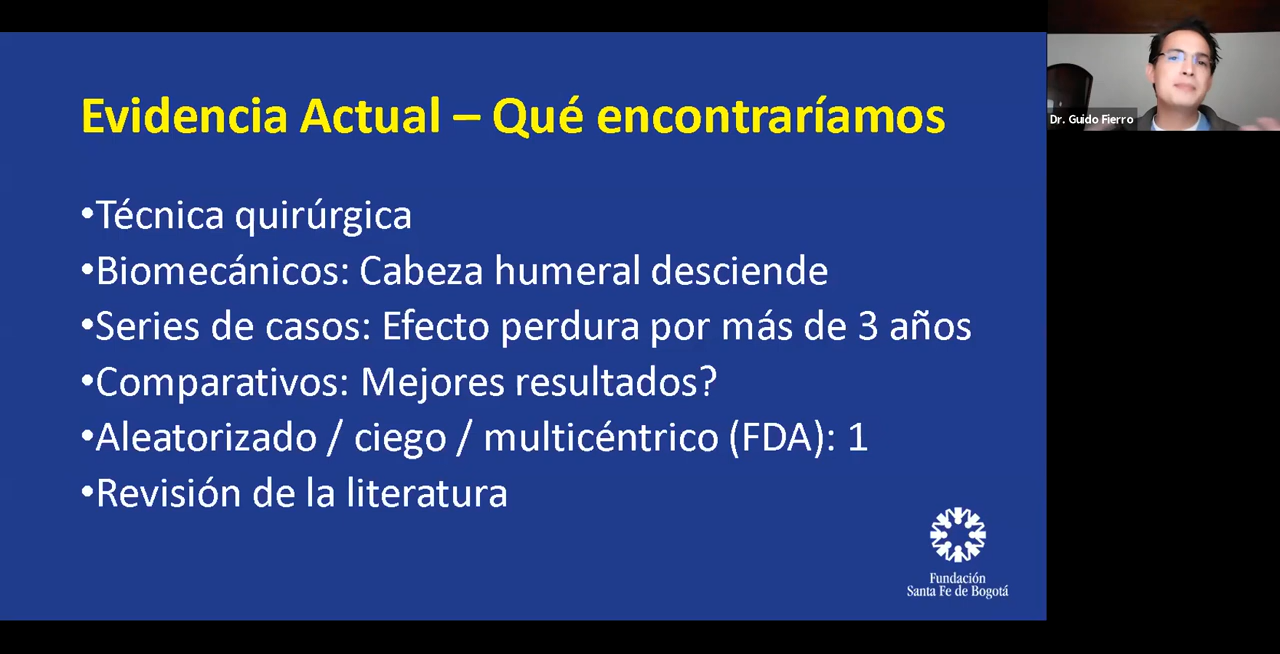 Evidencia Actual – Qué encontraríamos
•Técnica quirúrgica
•Biomecánicos: Cabeza humeral desciende
•Series de casos: Efecto perdura por más de 3 años
•Comparativos: Mejores resultados?
•Aleatorizado / ciego / multicéntrico (FDA): 1
•Revisión de la literatura
Fundación
Santa Fe de Bogotá
Dr. Guido Fierro